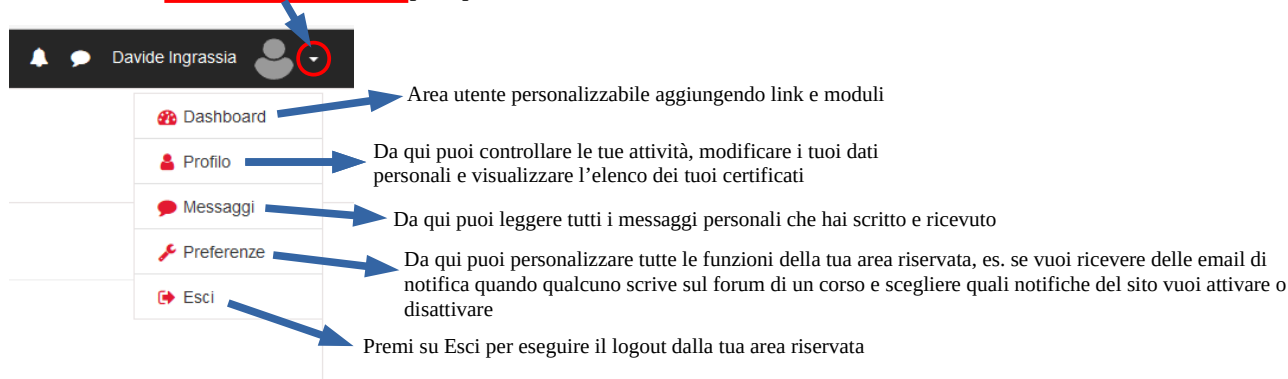 Davide Ingrassia
Area utente personalizzabile aggiungendo link e moduli
Dashboard
Da qui puoi controllare le tue attività, modificare i tuoi dati
personali e visualizzare l’elenco dei tuoi certificati
Profilo
Messaggi
Da qui puoi leggere tutti i messaggi personali che hai scritto e ricevuto
Preferenze
Da qui puoi personalizzare tutte le funzioni della tua area riservata, es. se vuoi ricevere delle email di
notifica quando qualcuno scrive sul forum di un corso e scegliere quali notifiche del sito vuoi attivare o
disattivare
Esci
Premi su Esci per eseguire il logout dalla tua area riservata